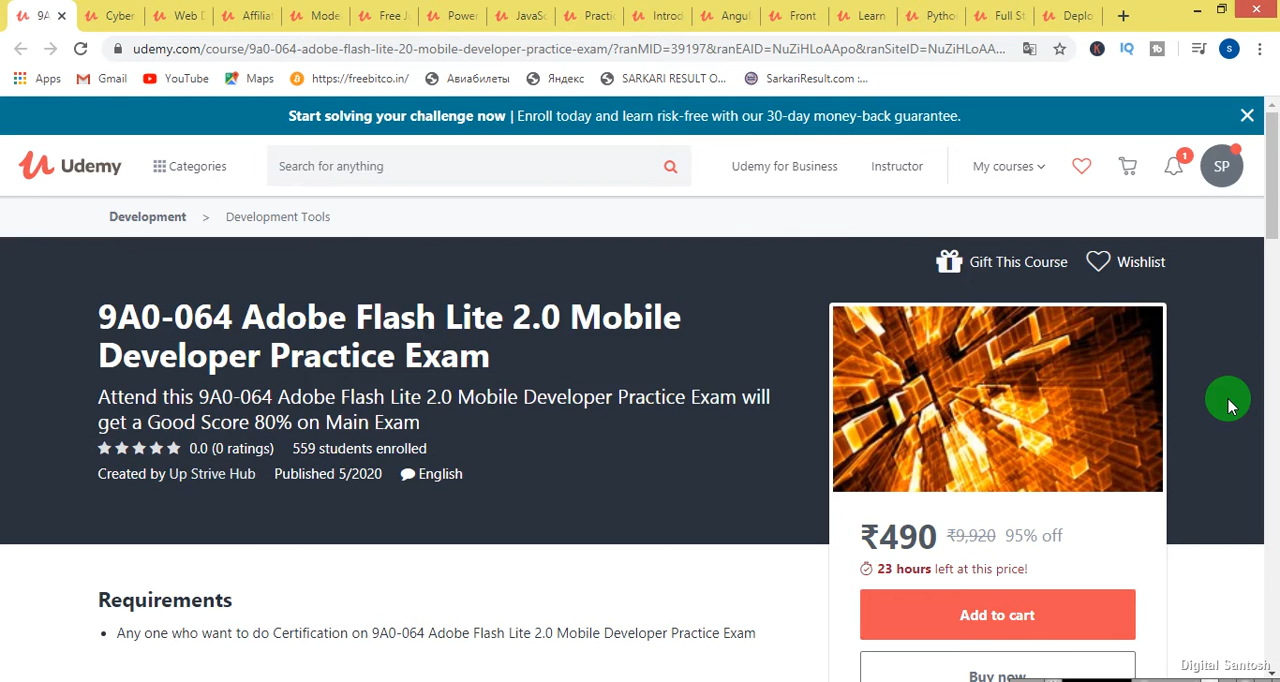 9A
Cyber
Web D
Affilia
Mode
Free J
Power
JavaSc
Practic
Introd
Angul
Front
Learn
Pytho
Full St
Deplo
udemy.com/course/9a0-064-adobe-flash-lite-20-mobile-developer-practice-exam/?ranMID=39197&ranEAID=NuZiHLoAApo&ranSiteID=NuZiHLoAA...
K
IQ
S
Apps
Gmail
YouTube
Maps
https://freebitco.in/
Авиабилеты
Яндекс
SARKARI RESULT O...
SarkariResult.com :...
Start solving your challenge now | Enroll today and learn risk-free with our 30-day money-back guarantee.
Udemy
Categories
Search for anything
Udemy for Business
Instructor
My courses
1
SP
Development > Development Tools
Gift This Course
Wishlist
9A0-064 Adobe Flash Lite 2.0 Mobile
Developer Practice Exam
Attend this 9A0-064 Adobe Flash Lite 2.0 Mobile Developer Practice Exam will
get a Good Score 80% on Main Exam
0.0 (0 ratings) 559 students enrolled
Created by Up Strive Hub Published 5/2020 English
₹490 ₹9,920 95% off
23 hours left at this price!
Add to cart
Buy now
Requirements
• Any one who want to do Certification on 9A0-064 Adobe Flash Lite 2.0 Mobile Developer Practice Exam
Digital Santosh